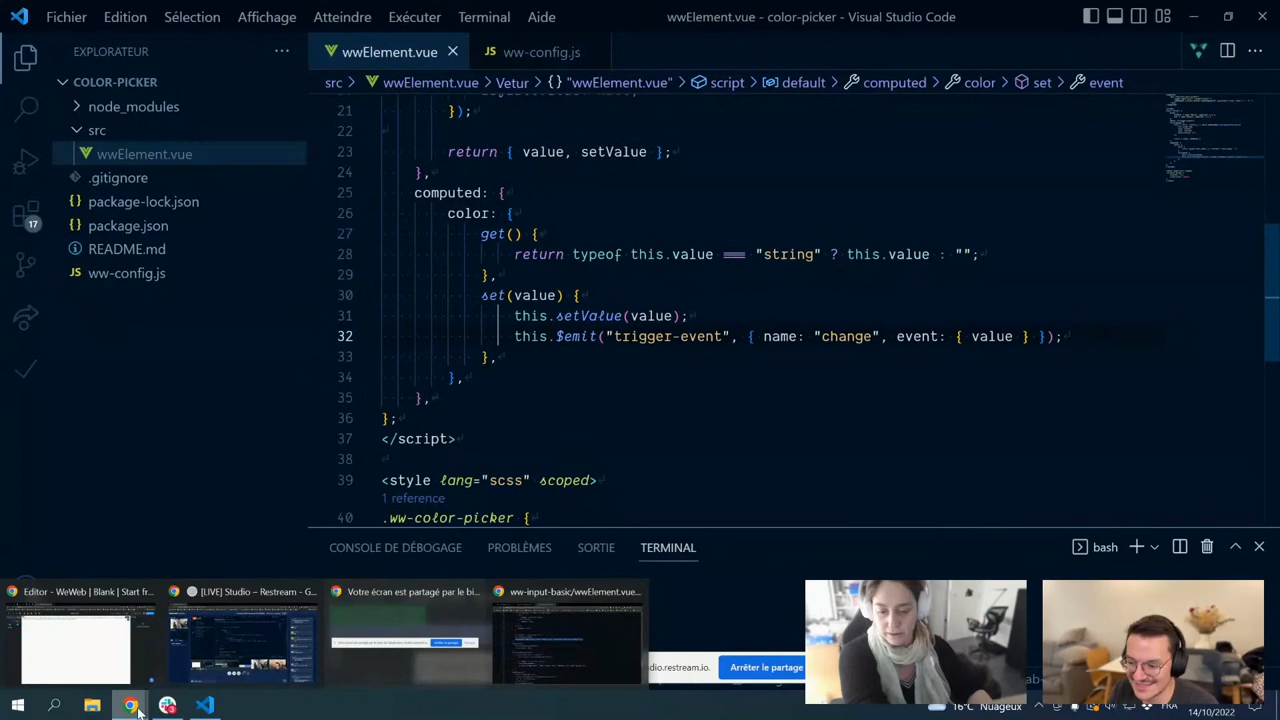 Fichier Edition Sélection Affichage Atteindre Exécuter Terminal Aide wwElement.vue - color-picker - Visual Studio Code
EXPLORATEUR
COLOR-PICKER
node_modules
src
wwElement.vue
.gitignore
package-lock.json
package.json
README.md
ww-config.js
17
wwElement.vue ww-config.js
src > wwElement.vue > Vetur > {} "wwElement.vue" > script > default > computed > color > set > event
21 });
22
23 return { value, setValue };
24 },
25 computed: {
26 color: {
27 get() {
28 return typeof this.value === "string" ? this.value : "";
29 },
30 set(value) {
31 this.setValue(value);
32 this.$emit("trigger-event", { name: "change", event: { value } });
33 },
34 },
35 },
36 };
37 </script>
38
39 <style lang="scss" scoped>
1 reference
40 .ww-color-picker {
CONSOLE DE DÉBOGAGE PROBLÈMES SORTIE TERMINAL bash
Editor - WeWeb | Blank | Start fr...
[LIVE] Studio – Restream - G...
Votre écran est partagé par le bi...
ww-input-basic/wwElement.vue...
dio.restream.io. Arrêter le partage
16°C Nuageux FRA
14/10/2022